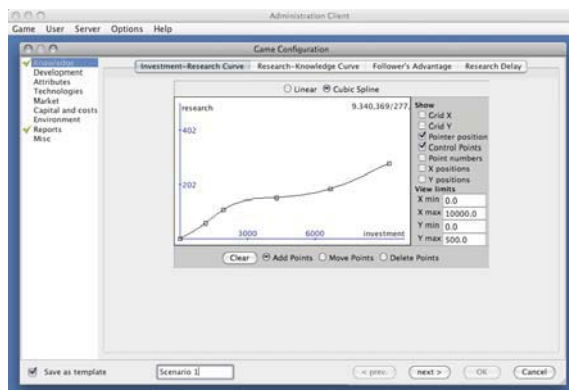 Administration Client
Game User Server Options Help
Game Configuration
Knowledge
Development
Attributes
Technologies
Market
Capital and costs
Environment
Reports
Misc
Investment-Research Curve Research-Knowledge Curve Follower's Advantage Research Delay
Linear Cubic Spline
research
9.340,369/277,
402
202
3000 6000 investment
Show
Grid X
Grid Y
Pointer position
Control Points
Point numbers
X positions
Y positions
View limits
X min 0.0
X max 10000.0
Y min 0.0
Y max 500.0
Clear Add Points Move Points Delete Points
Save as template Scenario 1 < prev. next > OK Cancel